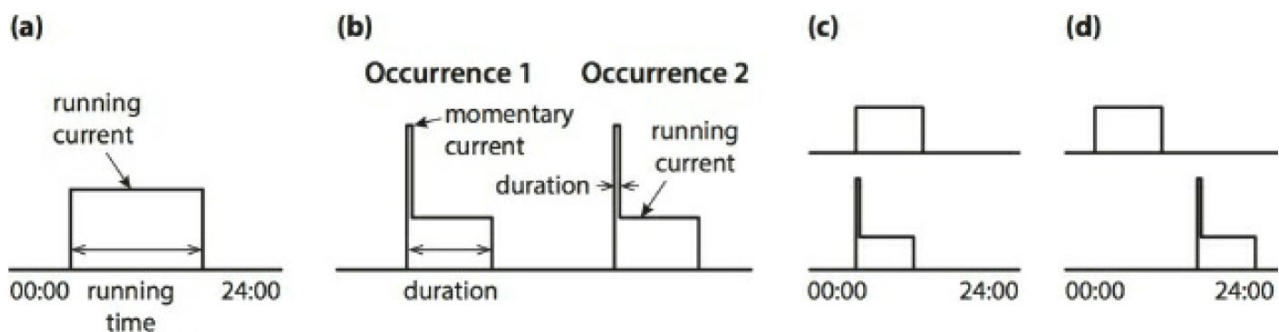 (a)
running
current
00:00 running 24:00
time
(b)
Occurrence 1 Occurrence 2
momentary
current
running
current
duration
duration
(c)
00:00 24:00
(d)
00:00 24:00